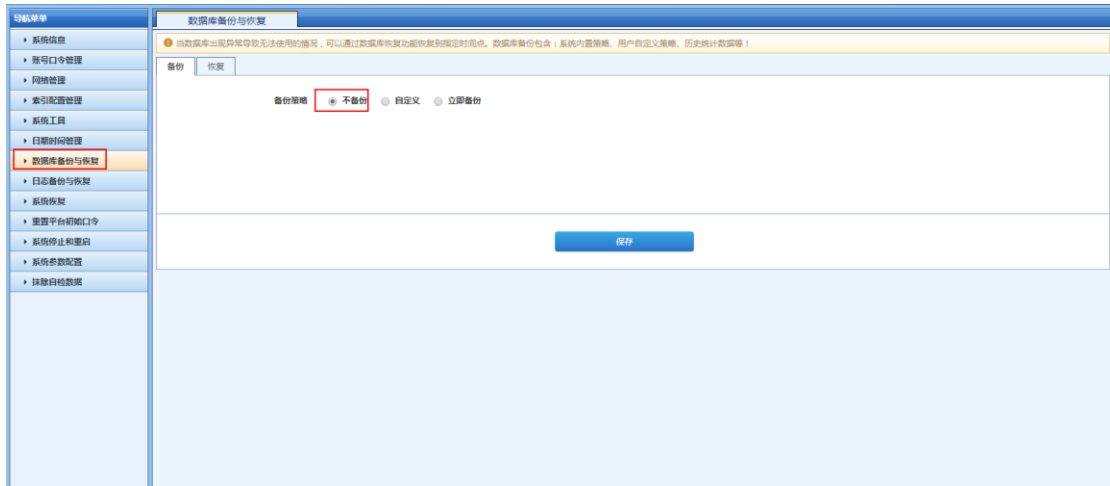 导航菜单
系统信息
账号口令管理
网络管理
索引配置管理
系统工具
日期时间管理
数据库备份与恢复
日志备份与恢复
系统恢复
重置平台初始口令
系统停止和重启
系统参数配置
抹除自检数据
数据库备份与恢复
当数据库出现异常导致无法使用的情况，可以通过数据库恢复功能恢复到指定时间点。数据库备份包含：系统内置策略、用户自定义策略、历史统计数据等！
备份 恢复
备份策略 不备份 自定义 立即备份
保存